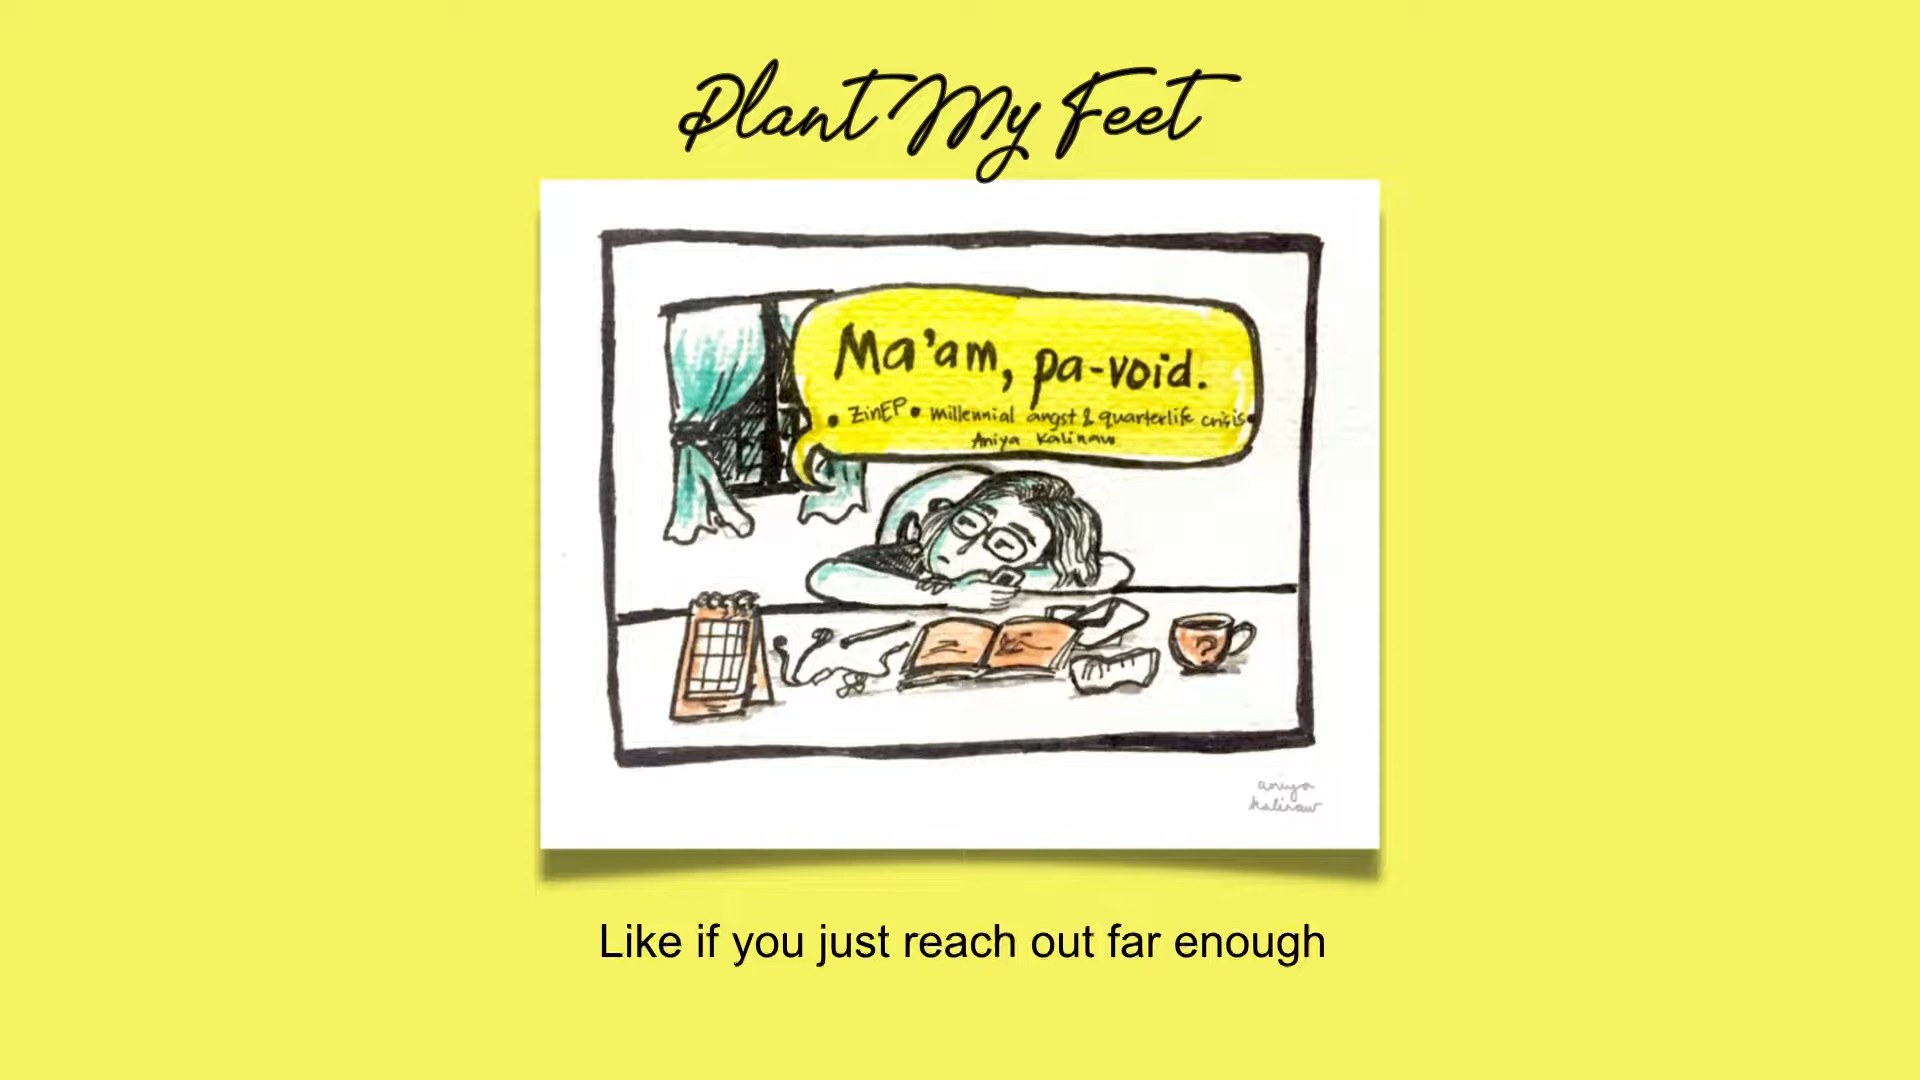 Plant My Feet
Ma'am, pa-void.
• ZinEP • millennial angst & quarterlife crisis•
Aniya Kalinaw
?
aniya
kalinaw
Like if you just reach out far enough